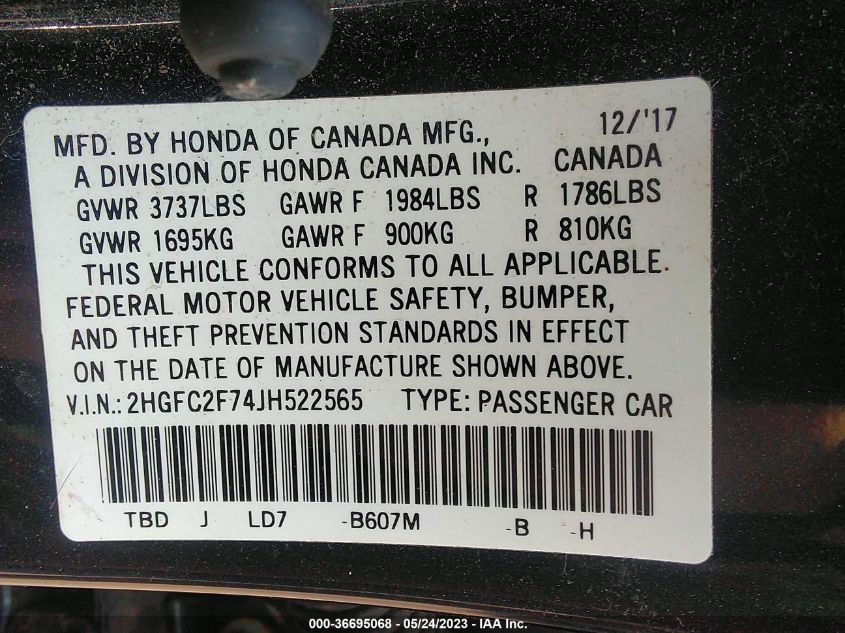 MFD. BY HONDA OF CANADA MFG., 12/'17
A DIVISION OF HONDA CANADA INC. CANADA
GVWR 3737LBS GAWR F 1984LBS R 1786LBS
GVWR 1695KG GAWR F 900KG R 810KG
THIS VEHICLE CONFORMS TO ALL APPLICABLE
FEDERAL MOTOR VEHICLE SAFETY, BUMPER,
AND THEFT PREVENTION STANDARDS IN EFFECT
ON THE DATE OF MANUFACTURE SHOWN ABOVE.
V.I.N.: 2HGFC2F74JH522565 TYPE: PASSENGER CAR
TBD J LD7 -B607M -B -H
000-36695068 - 05/24/2023 - IAA Inc.